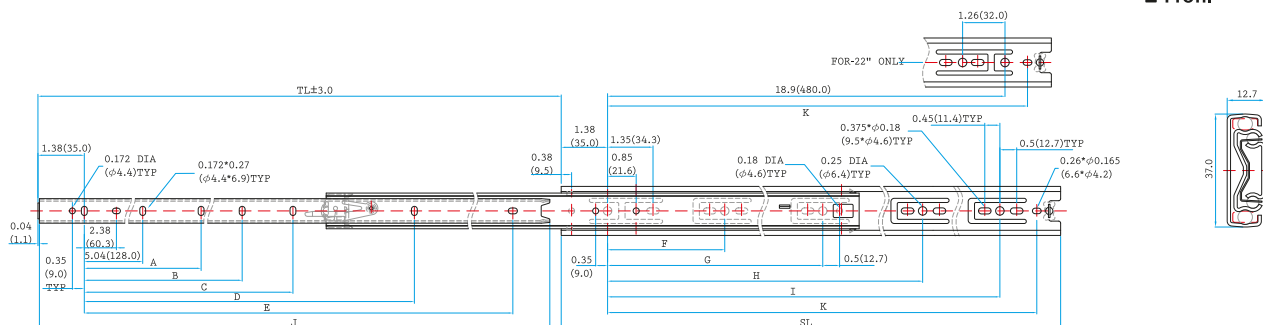 1.26(32.0)
FOR-22" ONLY
TL±3.0
18.9(480.0)
12.7
K
1.38
(35.0)
1.35(34.3)
0.375*φ0.18
(9.5*φ4.6)TYP
0.45(11.4)TYP
0.5(12.7)TYP
1.38(35.0)
0.172 DIA
(φ4.4)TYP
0.172*0.27
(φ4.4*6.9)TYP
0.38
(9.5)
0.85
(21.6)
0.18 DIA
(φ4.6)TYP
0.25 DIA
(φ6.4)TYP
0.26*φ0.165
(6.6*φ4.2)
37.0
0.04
(1.1)
2.38
(60.3)
5.04(128.0)
0.35
(9.0)
TYP
A
B
C
D
E
J
F
0.35
(9.0)
G
0.5(12.7)
H
I
K
SL